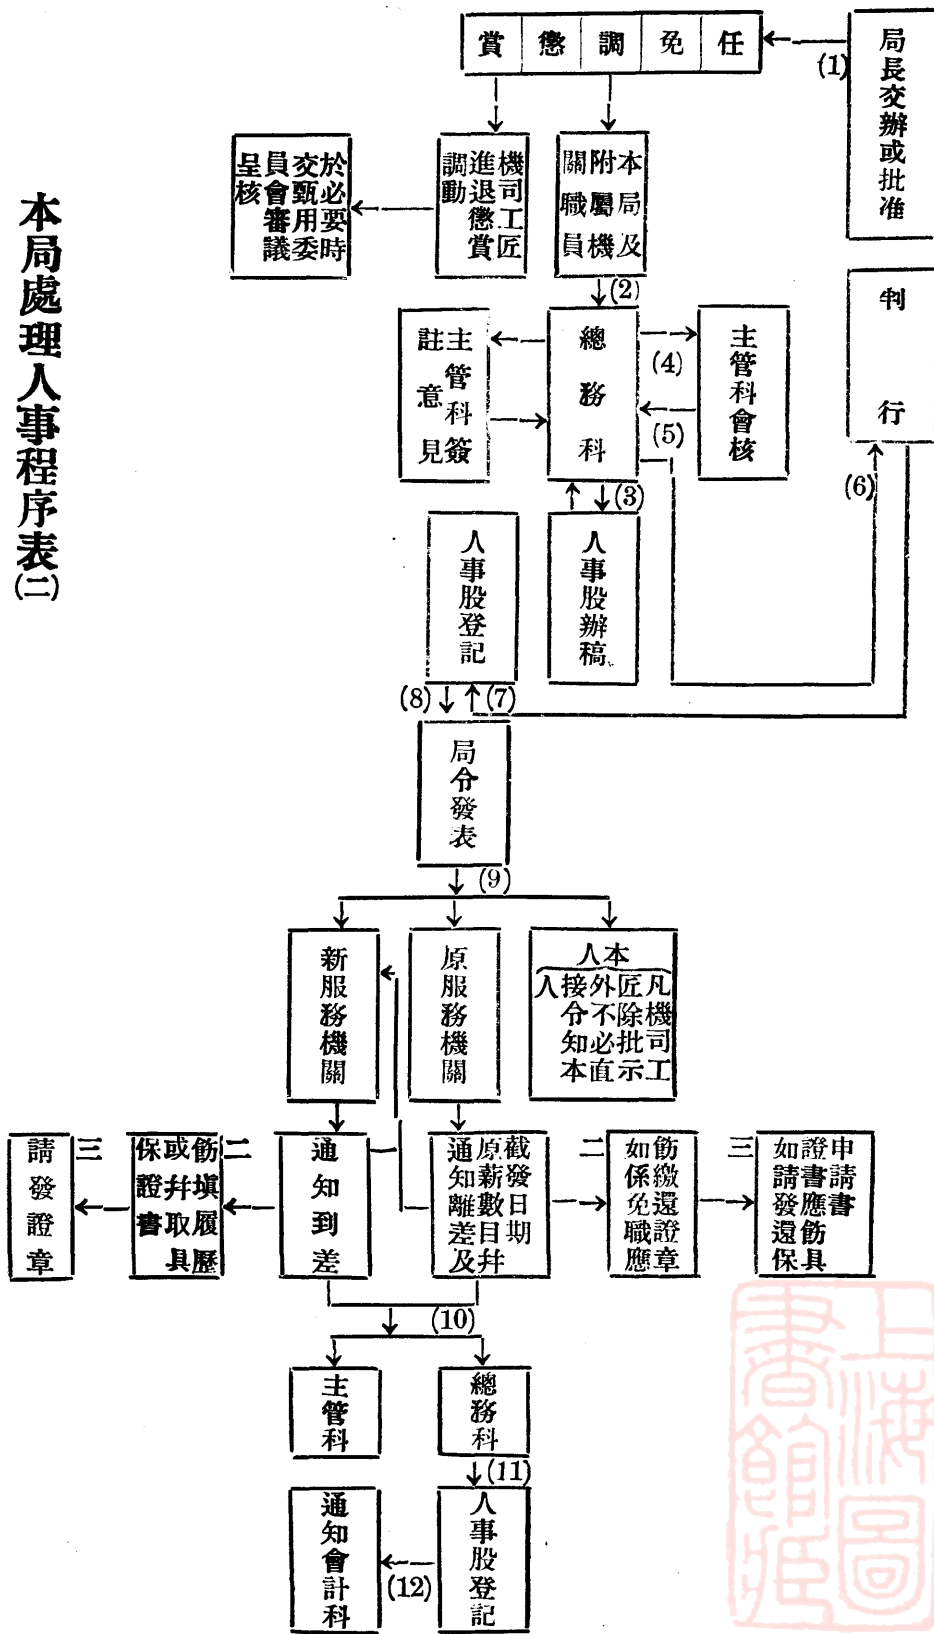 本局處理人事程序表(二)
局長交辦或批准
(1)
任免調懲賞
本局及
附屬機
關職員
機司工匠
進退懲賞
調動
於必要時
交甄用委
員會審議
呈核
(2)
總務科
主管科簽
註意見
(4)
(5)
主管科會核
判行
(6)
(3)
人事股辦稿
人事股登記
(7)
(8)
局令發表
(9)
本人
凡機司工
匠除批示
外不必直
接令知本
人
原服務機關
新服務機關
截發日期
原薪數目并
通知離差及
二
飭繳還證章
如係免職應
三
申請書
證書應飭具
如請發還保
通知到差
二
飭填履歷
或并取具
保證書
三
請發證章
(10)
總務科
主管科
(11)
人事股登記
(12)
通知會計科
上海圖
書館藏